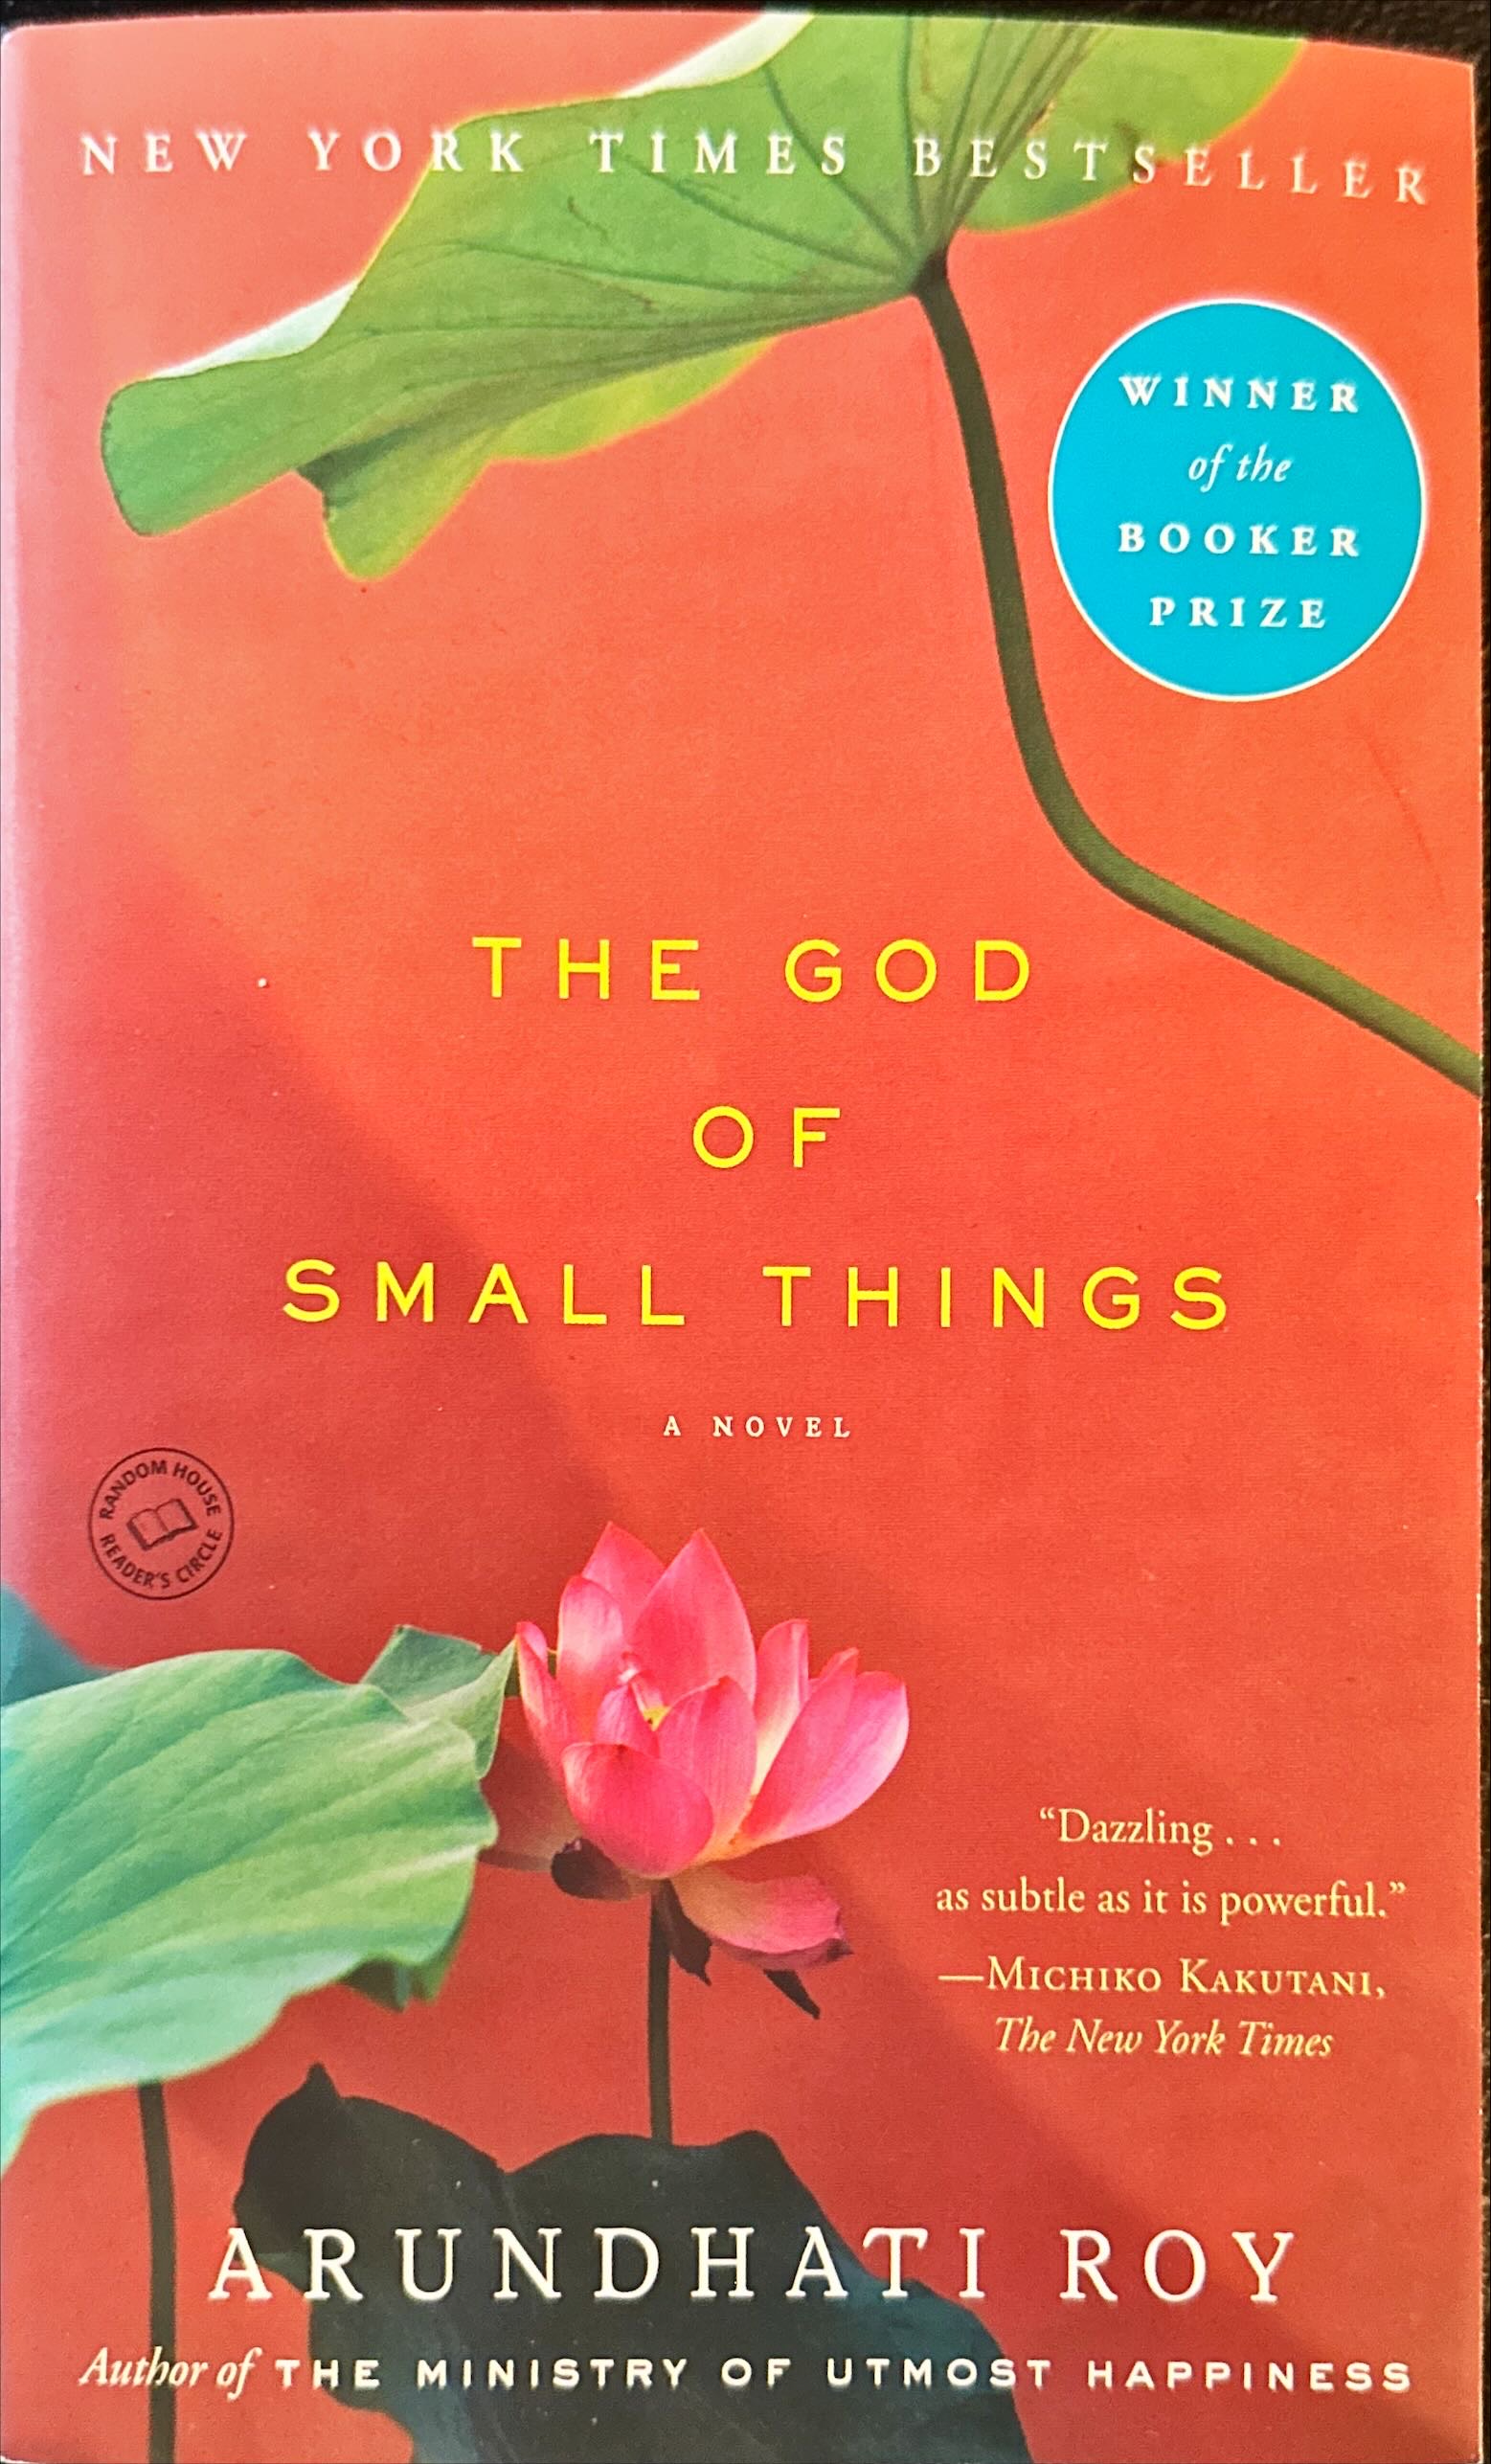 NEW YORK TIMES BESTSELLER
WINNER
of the
BOOKER
PRIZE
THE GOD
OF
SMALL THINGS
A NOVEL
RANDOM HOUSE
READER'S CIRCLE
“Dazzling . . .
as subtle as it is powerful.”
—MICHIKO KAKUTANI,
The New York Times
ARUNDHATI ROY
Author of THE MINISTRY OF UTMOST HAPPINESS